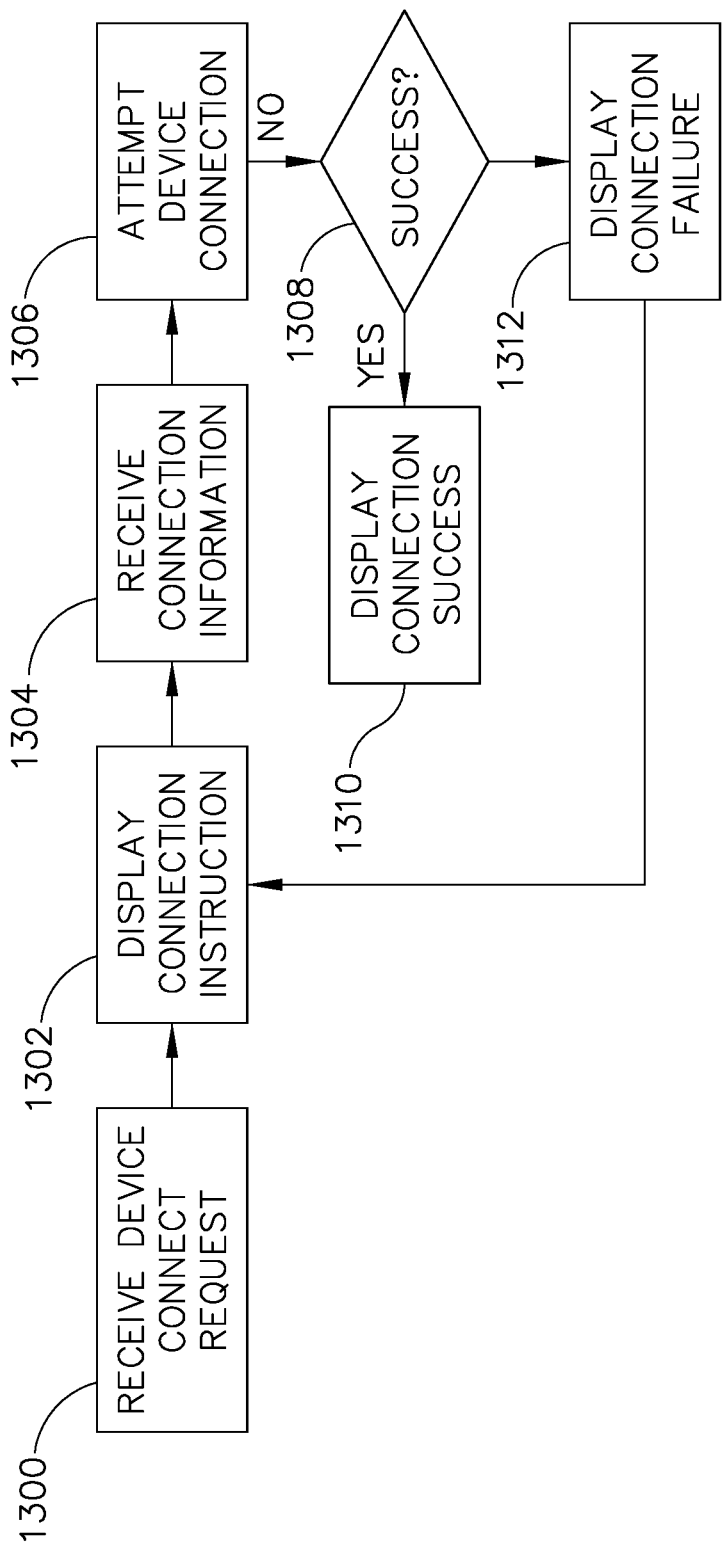 1300
RECEIVE DEVICE
CONNECT
REQUEST
1302
DISPLAY
CONNECTION
INSTRUCTION
1304
RECEIVE
CONNECTION
INFORMATION
1306
ATTEMPT
DEVICE
CONNECTION
NO
1308
SUCCESS?
YES
1310
DISPLAY
CONNECTION
SUCCESS
1312
DISPLAY
CONNECTION
FAILURE